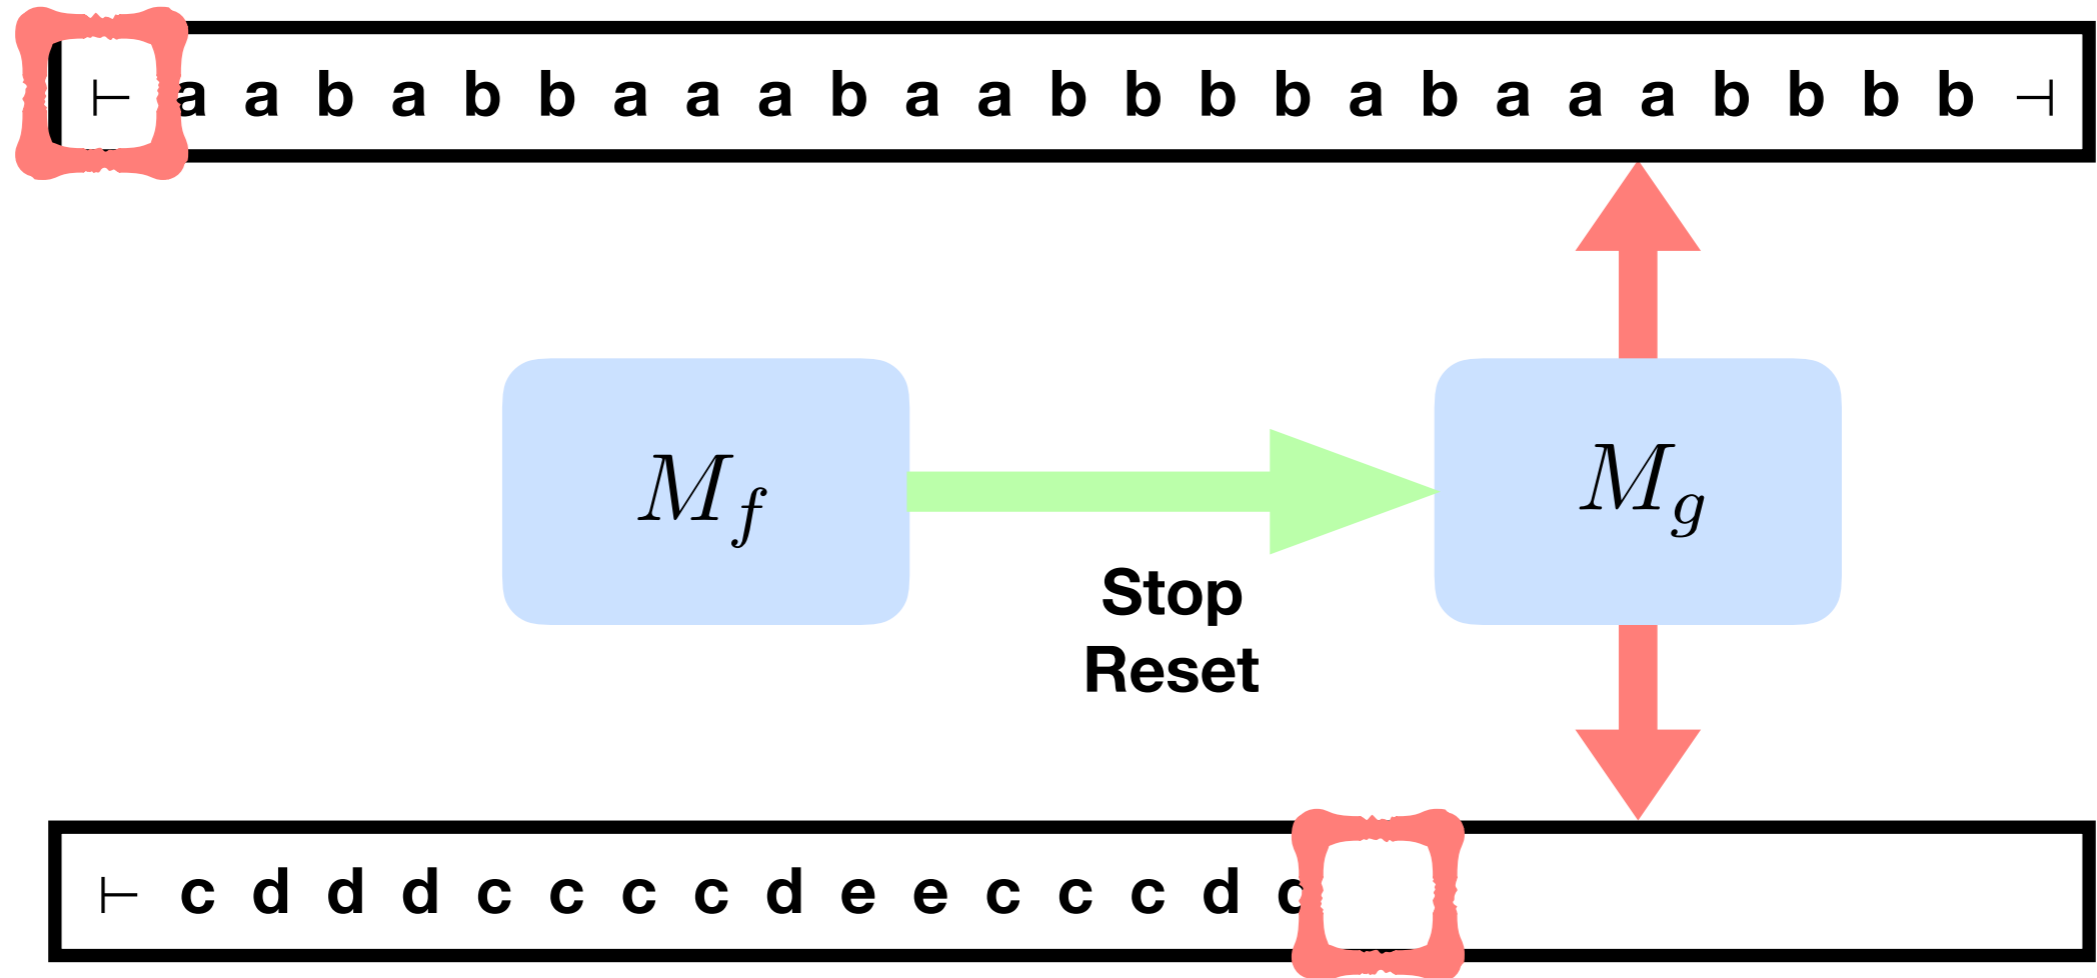 ⊢ a a b a b b a a a b a a b b b b a b a a a b b b b ⊣
M_f
M_g
Stop
Reset
⊢ c d d d c c c c d e e c c c d